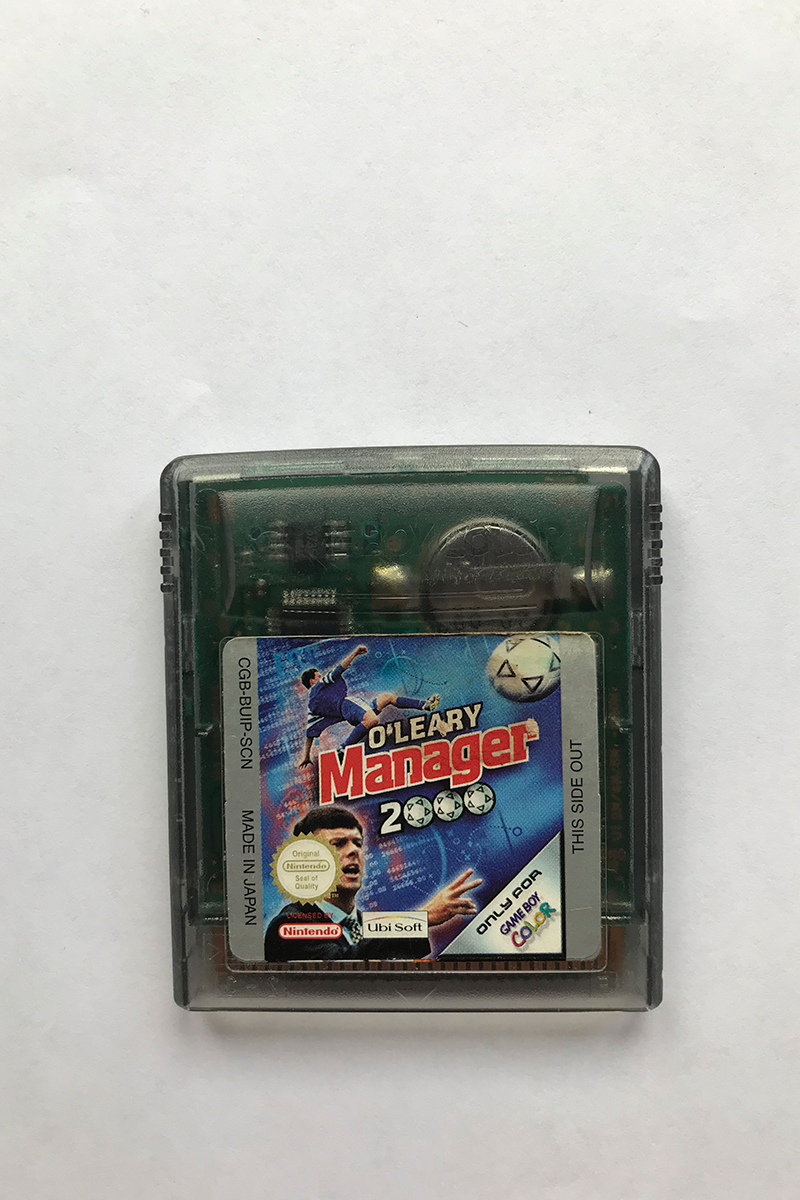 CGB-BUIP-SCN
MADE IN JAPAN
O'LEARY
Manager
2000
Original
Nintendo
Seal of
Quality
TM
LICENSED BY
Nintendo
Ubi Soft
ONLY FOR
GAME BOY
COLOR
THIS SIDE OUT